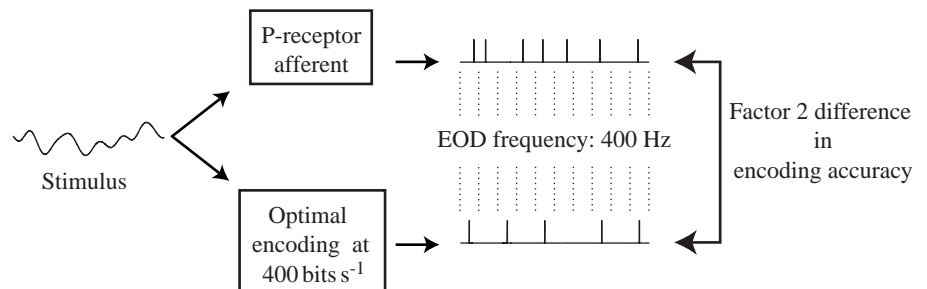 P-receptor
afferent
Stimulus
EOD frequency: 400 Hz
Factor 2 difference
in
encoding accuracy
Optimal
encoding at
400 bits s⁻¹